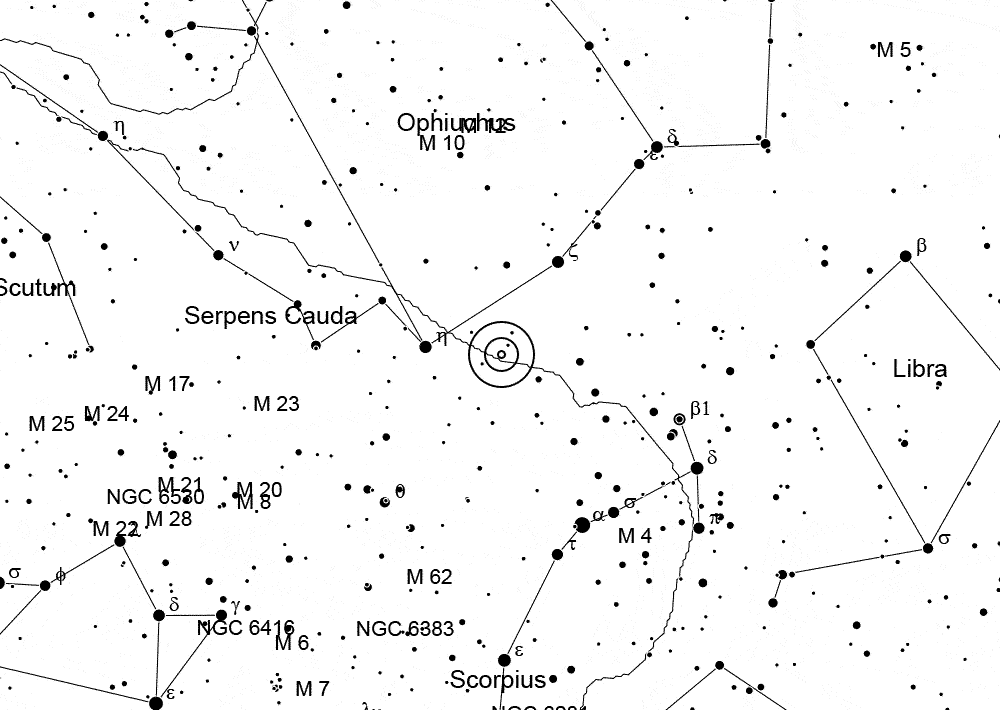 M 5
Ophiuchus
M 12
M 10
η
δ
ε
ν
ζ
β
Scutum
Serpens Cauda
η
Libra
M 17
M 23
M 24
M 25
β1
δ
M 21
M 20
NGC 6530
M 8
θ
σ
α
π
M 28
M 22
λ
M 4
σ
τ
σ
φ
M 62
δ
γ
NGC 6416
NGC 6383
M 6
ε
Scorpius
M 7
ε